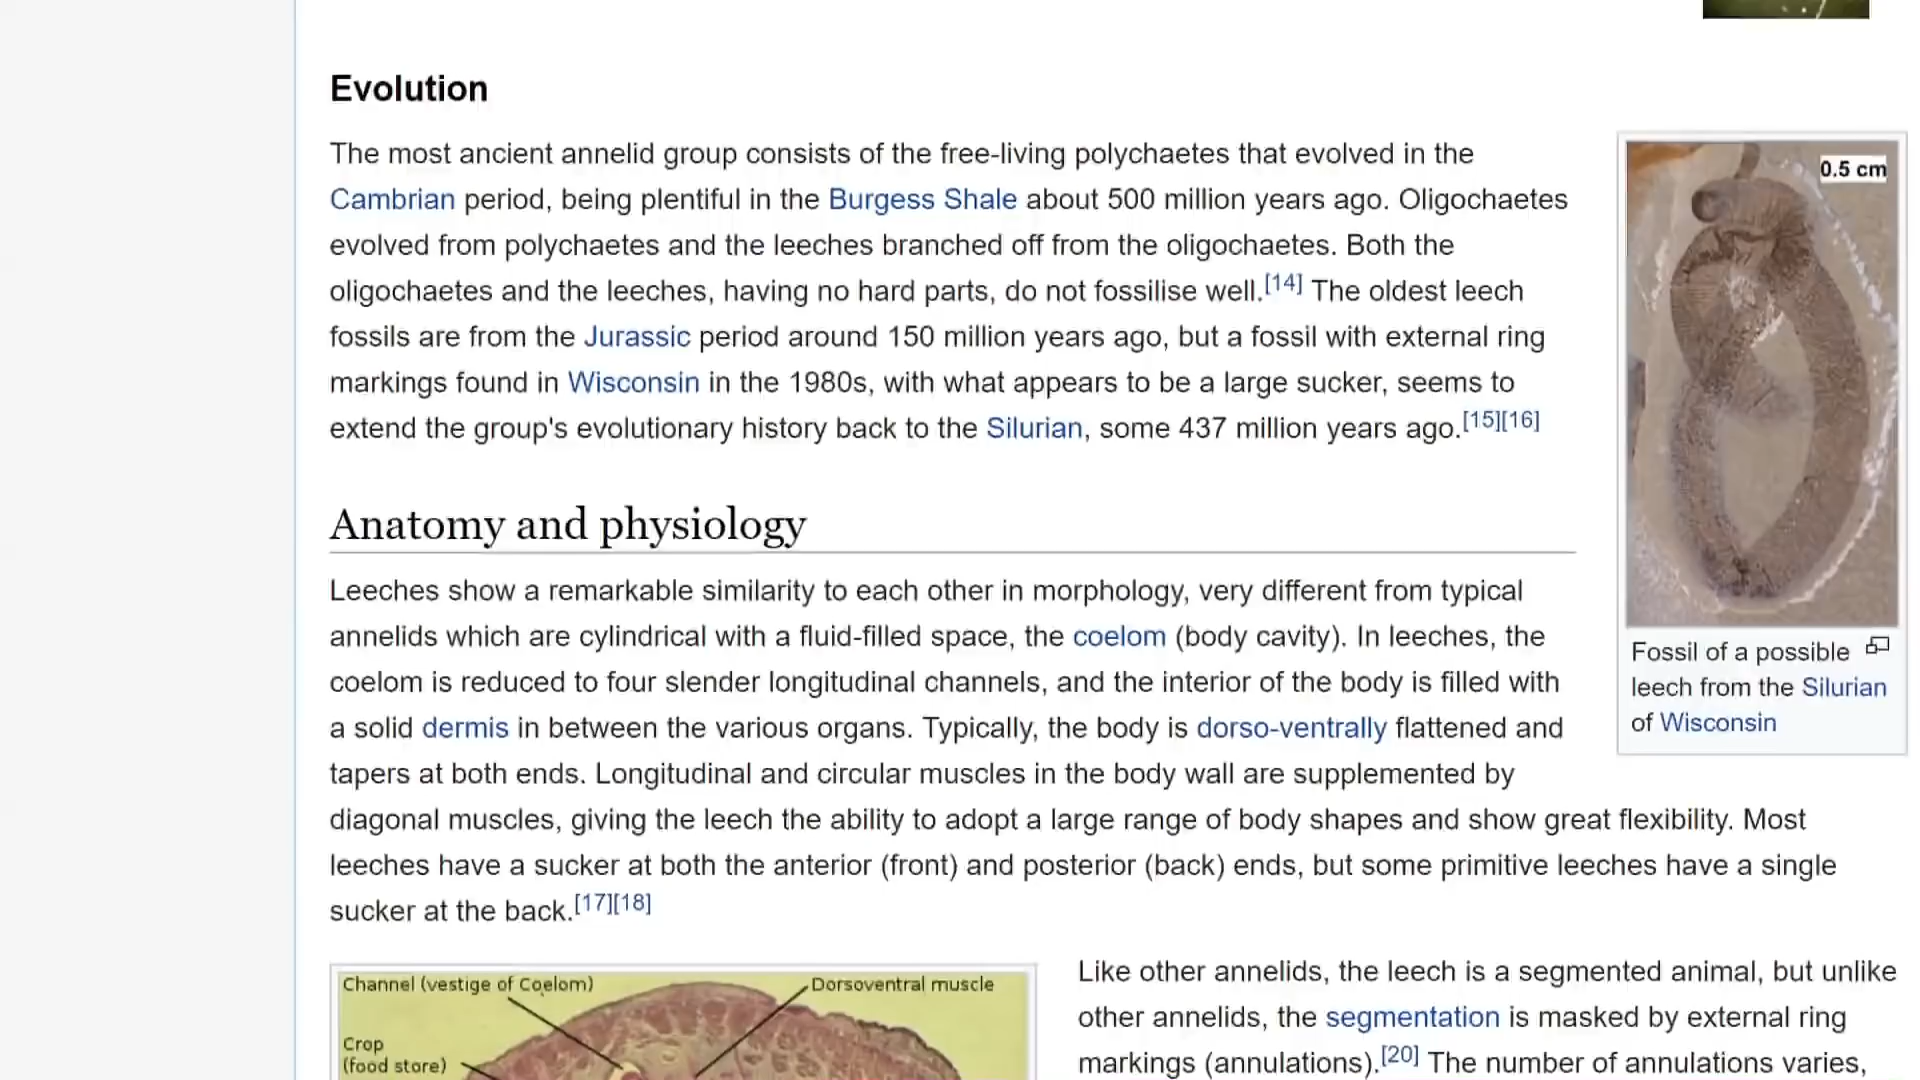 Evolution
The most ancient annelid group consists of the free-living polychaetes that evolved in the
Cambrian period, being plentiful in the Burgess Shale about 500 million years ago. Oligochaetes
evolved from polychaetes and the leeches branched off from the oligochaetes. Both the
oligochaetes and the leeches, having no hard parts, do not fossilise well.[14] The oldest leech
fossils are from the Jurassic period around 150 million years ago, but a fossil with external ring
markings found in Wisconsin in the 1980s, with what appears to be a large sucker, seems to
extend the group's evolutionary history back to the Silurian, some 437 million years ago.[15][16]
0.5 cm
Fossil of a possible
leech from the Silurian
of Wisconsin
Anatomy and physiology
Leeches show a remarkable similarity to each other in morphology, very different from typical
annelids which are cylindrical with a fluid-filled space, the coelom (body cavity). In leeches, the
coelom is reduced to four slender longitudinal channels, and the interior of the body is filled with
a solid dermis in between the various organs. Typically, the body is dorso-ventrally flattened and
tapers at both ends. Longitudinal and circular muscles in the body wall are supplemented by
diagonal muscles, giving the leech the ability to adopt a large range of body shapes and show great flexibility. Most
leeches have a sucker at both the anterior (front) and posterior (back) ends, but some primitive leeches have a single
sucker at the back.[17][18]
Channel (vestige of Coelom)
Dorsoventral muscle
Crop
(food store)
Like other annelids, the leech is a segmented animal, but unlike
other annelids, the segmentation is masked by external ring
markings (annulations).[20] The number of annulations varies,